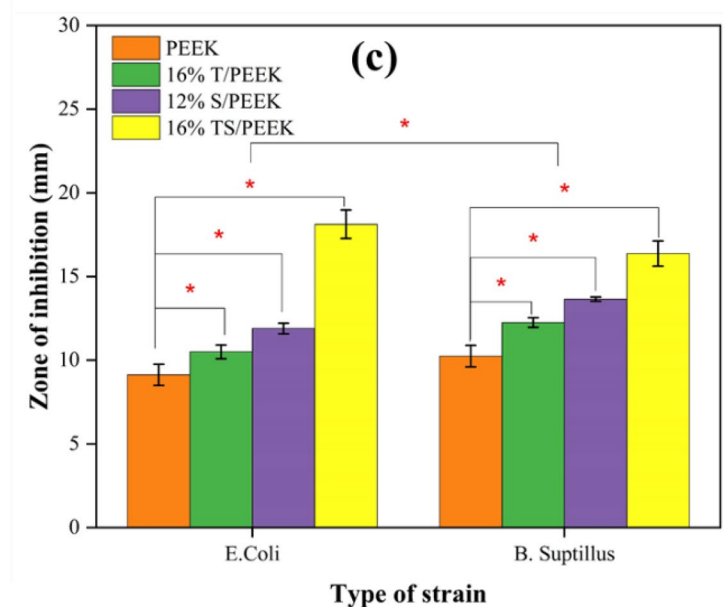 (c)
PEEK
16% T/PEEK
12% S/PEEK
16% TS/PEEK
Zone of inhibition (mm)
30
25
20
15
10
5
0
*
*
*
*
*
*
*
E.Coli
B. Suptillus
Type of strain